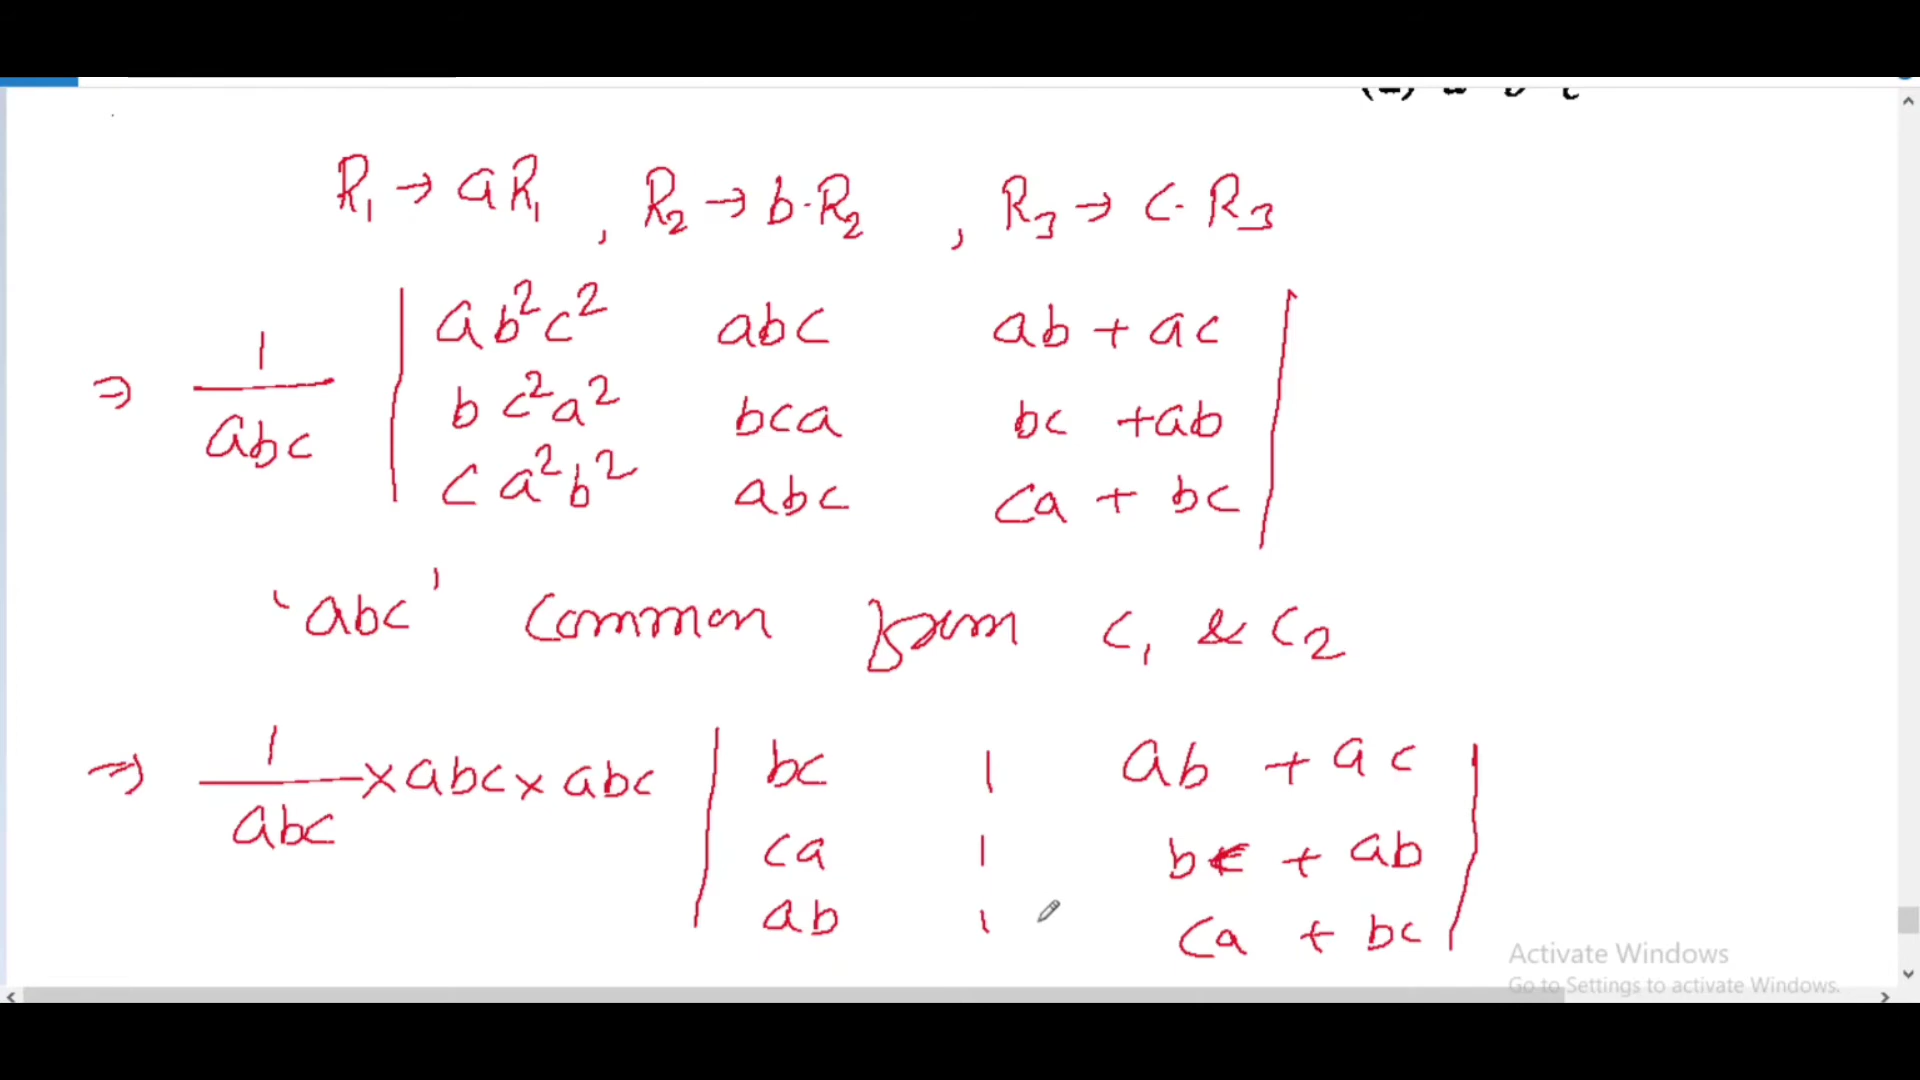 R₁ → aR₁ , R₂ → b·R₂ , R₃ → c·R₃
⇒ 1/abc | ab²c² abc ab + ac |
| bc²a² bca bc + ab |
| ca²b² abc ca + bc |
'abc' common from C₁ & C₂
⇒ 1/abc × abc × abc | bc 1 ab + ac |
| ca 1 bc + ab |
| ab 1 ca + bc |
Activate Windows
Go to Settings to activate Windows.